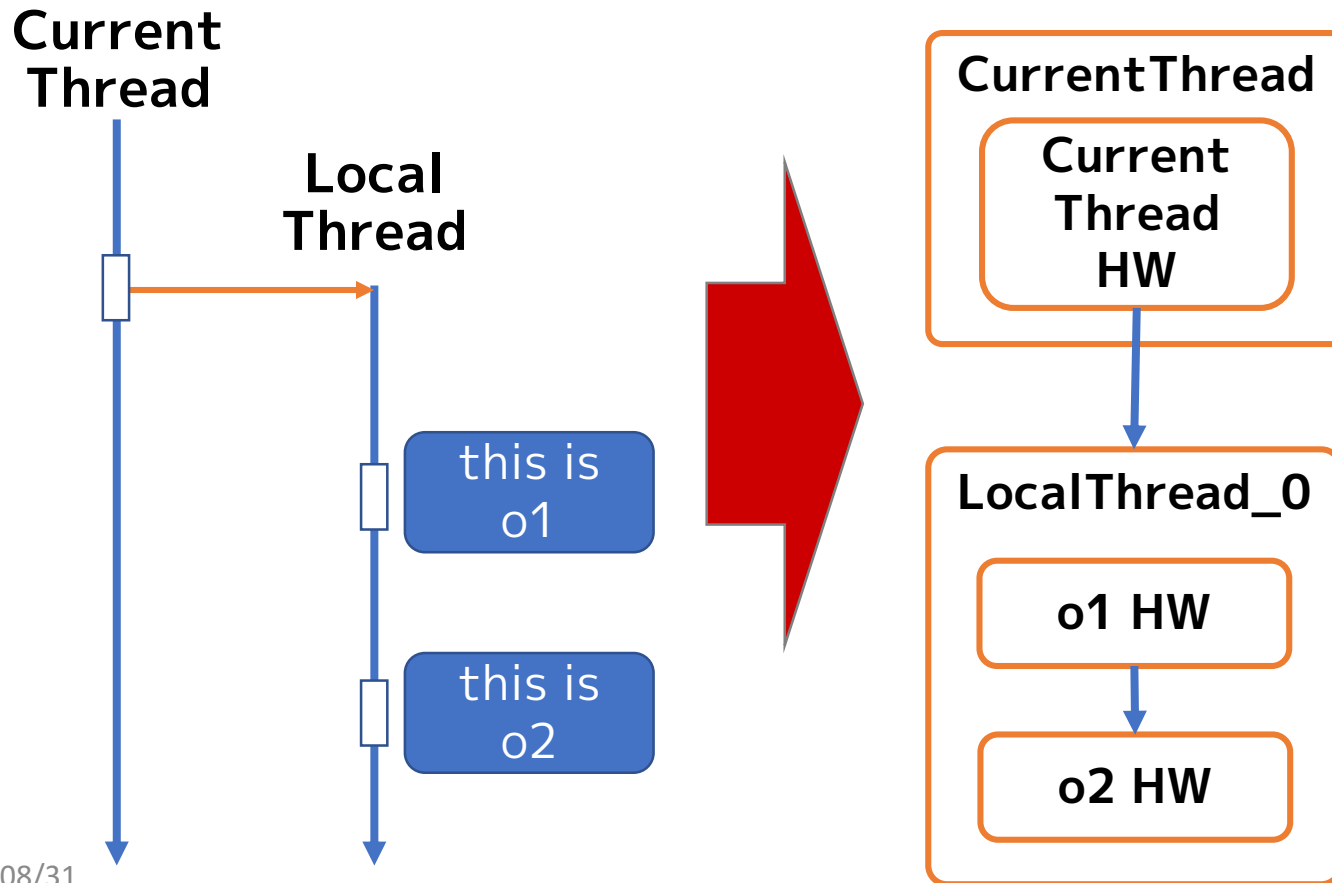 Current
Thread
Local
Thread
this is
o1
this is
o2
CurrentThread
Current
Thread
HW
LocalThread_0
o1 HW
o2 HW
08/31